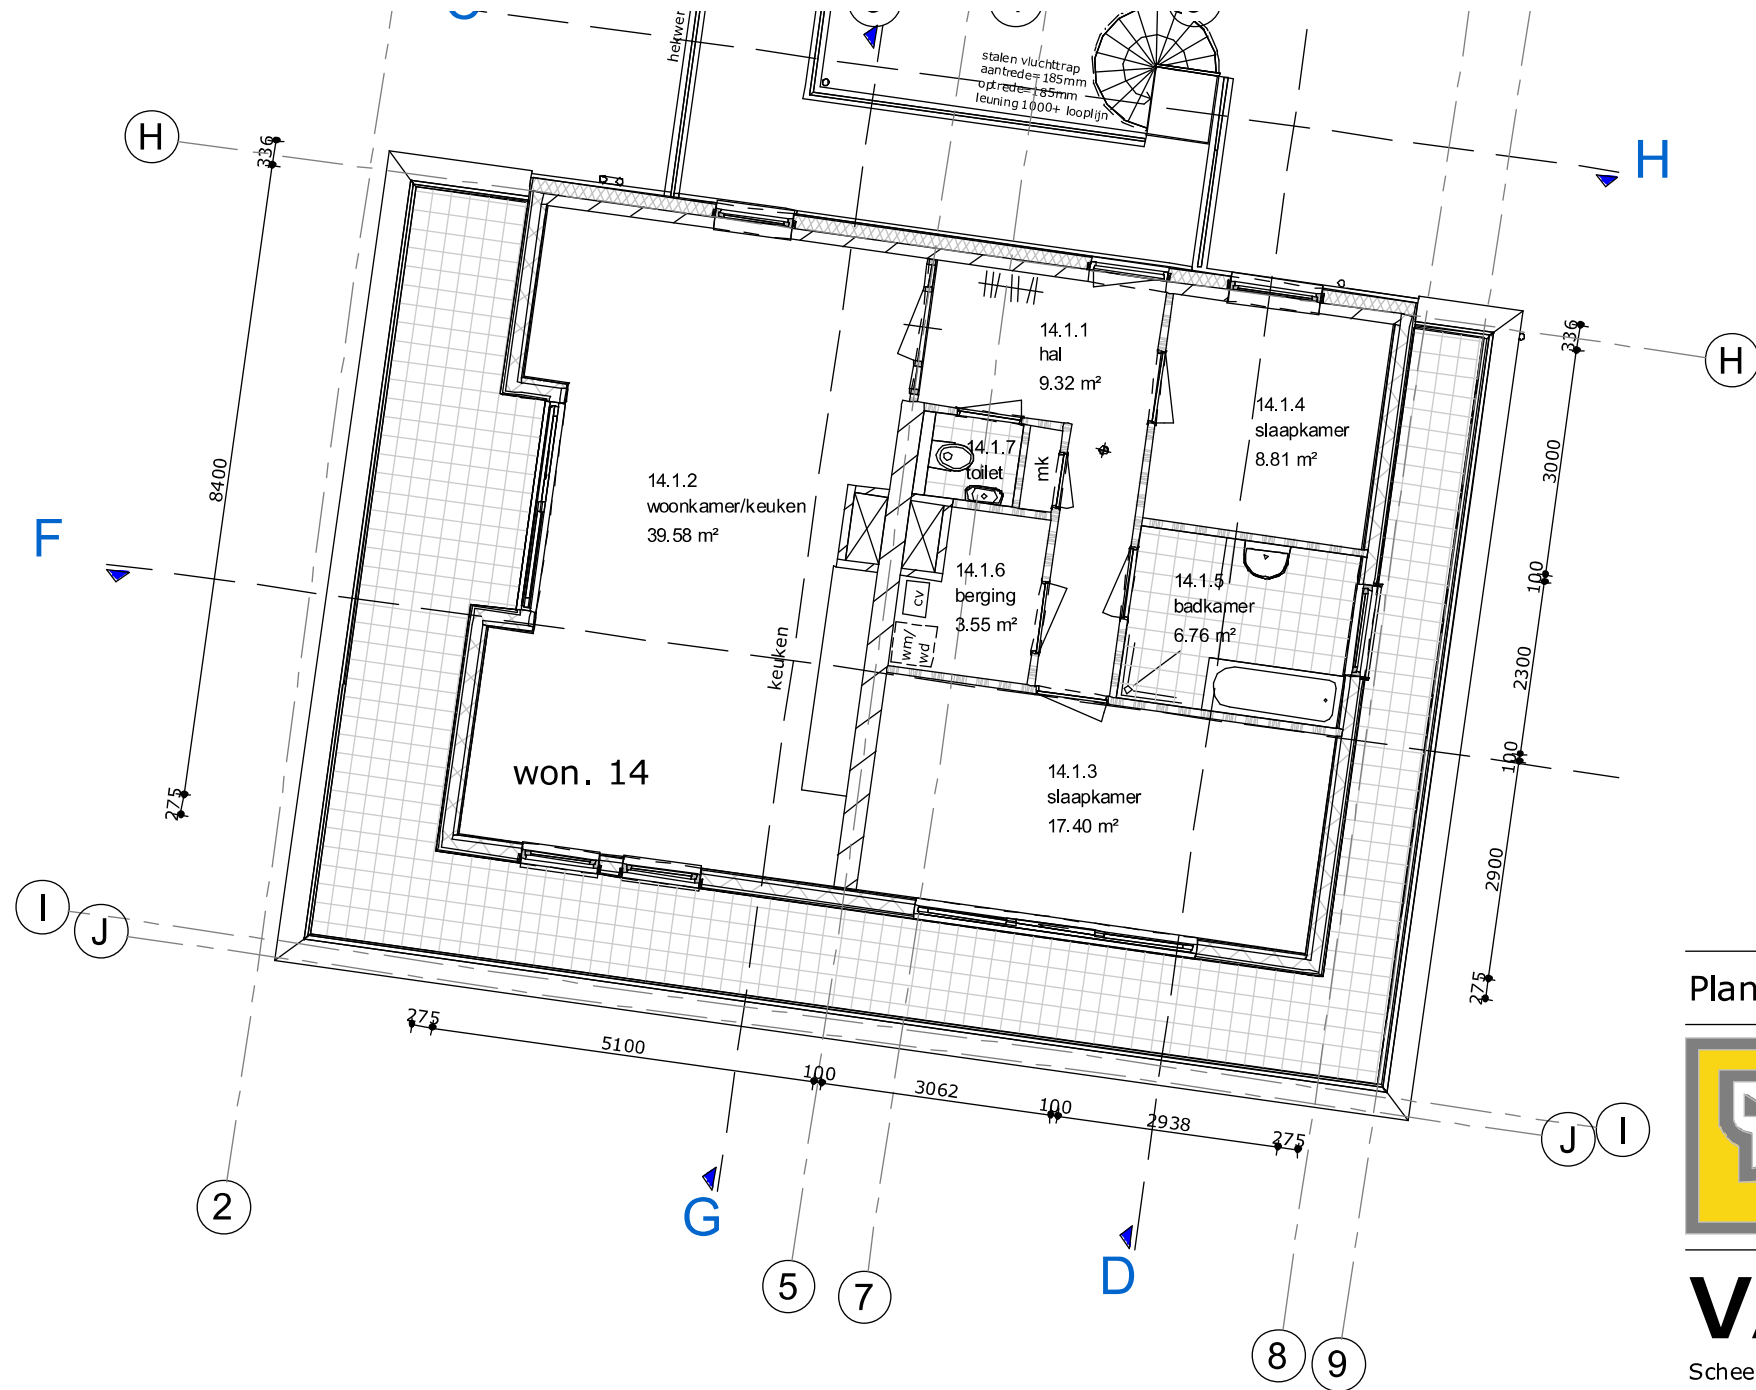 hekwer
stalen vluchttrap
aantrede=185mm
optrede=185mm
leuning 1000+ looplijn
H
H
H
336
336
8400
3000
100
2300
100
2900
275
275
F
14.1.1
hal
9.32 m²
14.1.4
slaapkamer
8.81 m²
14.1.7
toilet
mk
14.1.2
woonkamer/keuken
39.58 m²
14.1.6
berging
3.55 m²
cv
wm/
wd
14.1.5
badkamer
6.76 m²
keuken
won. 14
14.1.3
slaapkamer
17.40 m²
I
J
275
5100
100
3062
100
2938
275
J
I
2
G
5
7
D
8
9
Plan
Schee